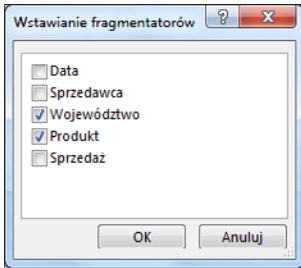 Wstawianie fragmentatorów
Data
Sprzedawca
Województwo
Produkt
Sprzedaż
OK Anuluj